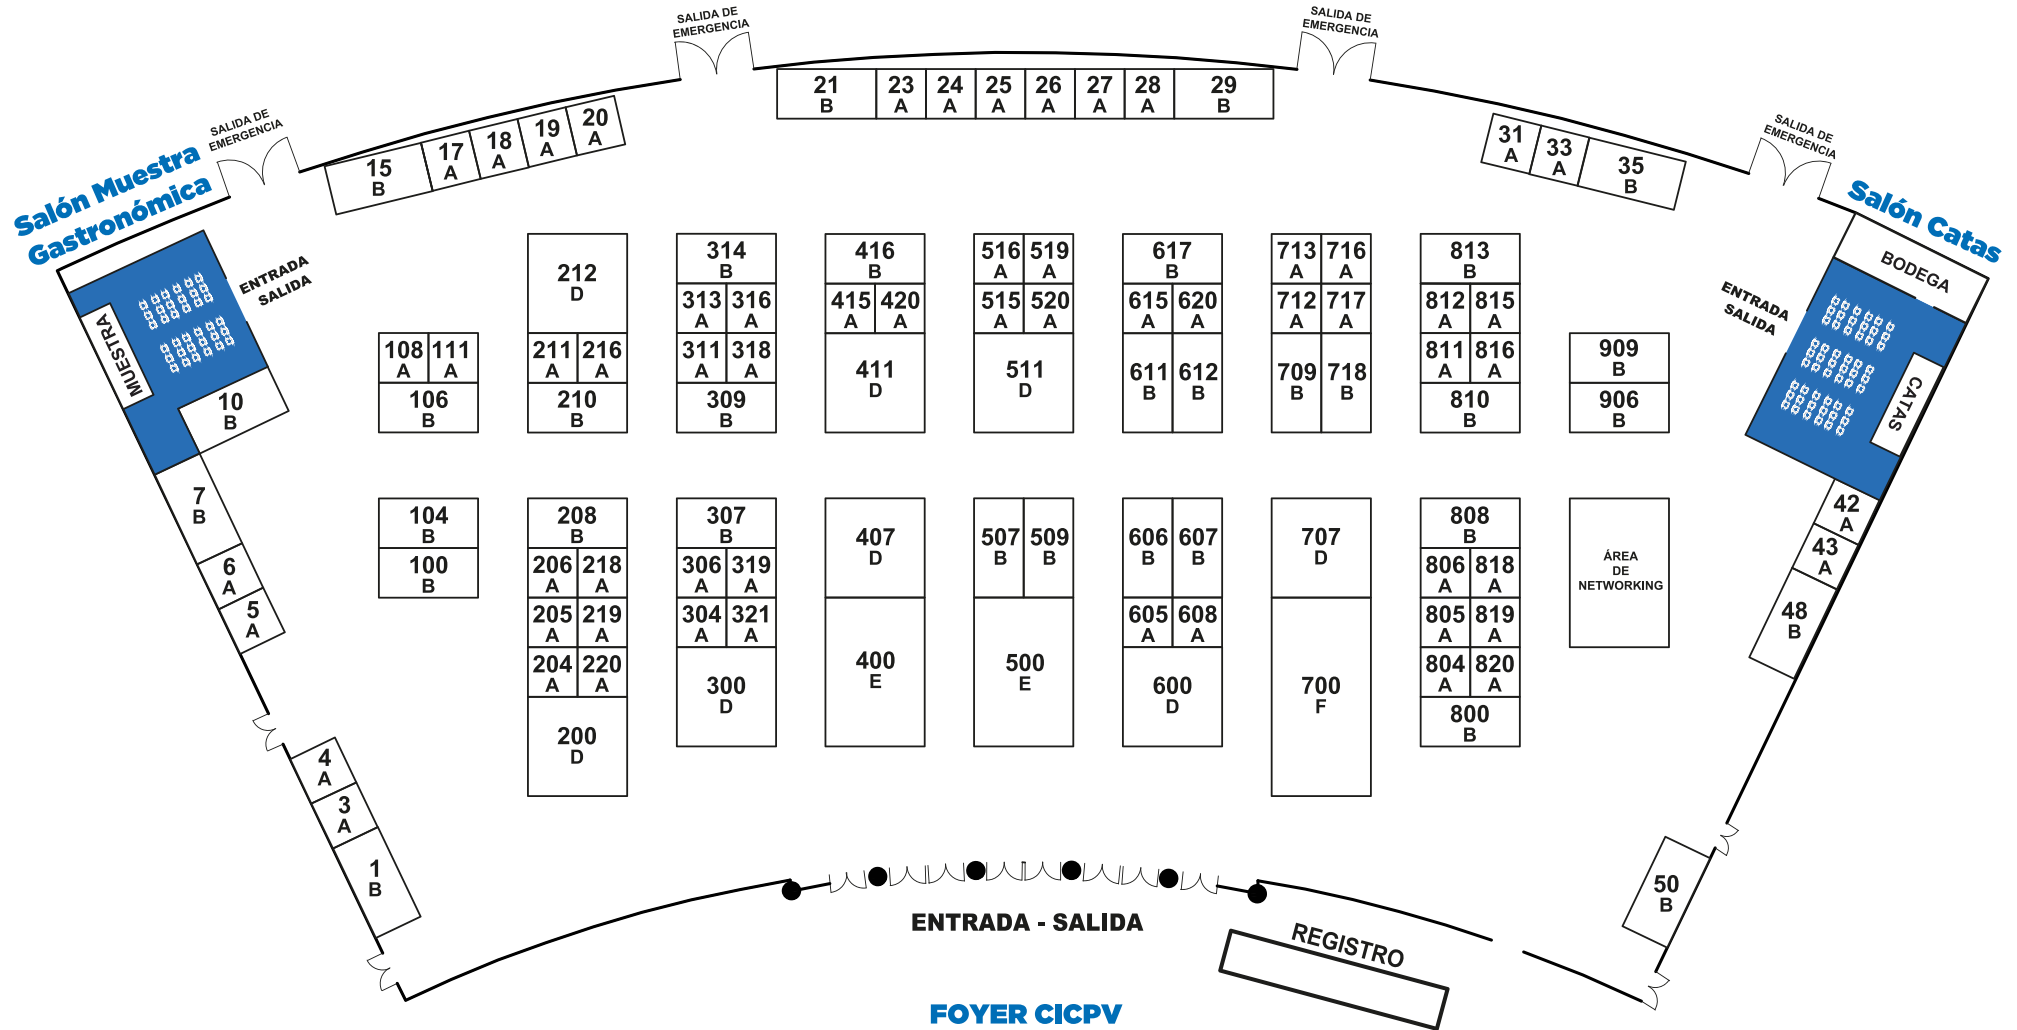 SALIDA DE
EMERGENCIA
SALIDA DE
EMERGENCIA
SALIDA DE
EMERGENCIA
SALIDA DE
EMERGENCIA
21 B
23 A
24 A
25 A
26 A
27 A
28 A
29 B
15 B
17 A
18 A
19 A
20 A
31 A
33 A
35 B
Salón Muestra
Gastronómica
ENTRADA
SALIDA
MUESTRA
10 B
Salón Catas
BODEGA
ENTRADA
SALIDA
CATAS
212 D
314 B
416 B
516 A
519 A
617 B
713 A
716 A
813 B
313 A
316 A
415 A
420 A
515 A
520 A
615 A
620 A
712 A
717 A
812 A
815 A
108 A
111 A
211 A
216 A
311 A
318 A
411 D
511 D
611 B
612 B
709 B
718 B
811 A
816 A
909 B
106 B
210 B
309 B
810 B
906 B
7 B
6 A
5 A
104 B
208 B
307 B
407 D
507 B
509 B
606 B
607 B
707 D
808 B
100 B
206 A
218 A
306 A
319 A
806 A
818 A
ÁREA
DE
NETWORKING
42 A
43 A
48 B
205 A
219 A
304 A
321 A
400 E
500 E
605 A
608 A
700 F
805 A
819 A
204 A
220 A
300 D
600 D
804 A
820 A
200 D
800 B
4 A
3 A
1 B
50 B
ENTRADA - SALIDA
REGISTRO
FOYER CICPV